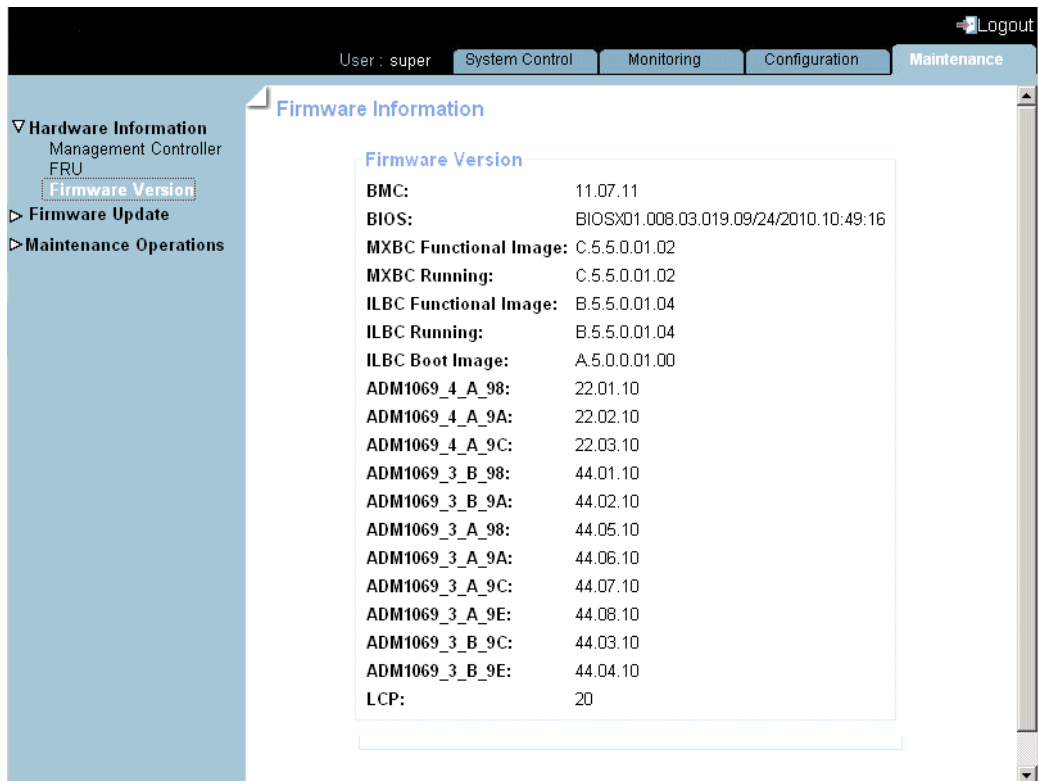 Logout
User : super
System Control
Monitoring
Configuration
Maintenance
Hardware Information
Management Controller
FRU
Firmware Version
Firmware Update
Maintenance Operations
Firmware Information
Firmware Version
BMC: 11.07.11
BIOS: BIOSX01.008.03.019.09/24/2010.10:49:16
MXBC Functional Image: C.5.5.0.01.02
MXBC Running: C.5.5.0.01.02
ILBC Functional Image: B.5.5.0.01.04
ILBC Running: B.5.5.0.01.04
ILBC Boot Image: A.5.0.0.01.00
ADM1069_4_A_98: 22.01.10
ADM1069_4_A_9A: 22.02.10
ADM1069_4_A_9C: 22.03.10
ADM1069_3_B_98: 44.01.10
ADM1069_3_B_9A: 44.02.10
ADM1069_3_A_98: 44.05.10
ADM1069_3_A_9A: 44.06.10
ADM1069_3_A_9C: 44.07.10
ADM1069_3_A_9E: 44.08.10
ADM1069_3_B_9C: 44.03.10
ADM1069_3_B_9E: 44.04.10
LCP: 20